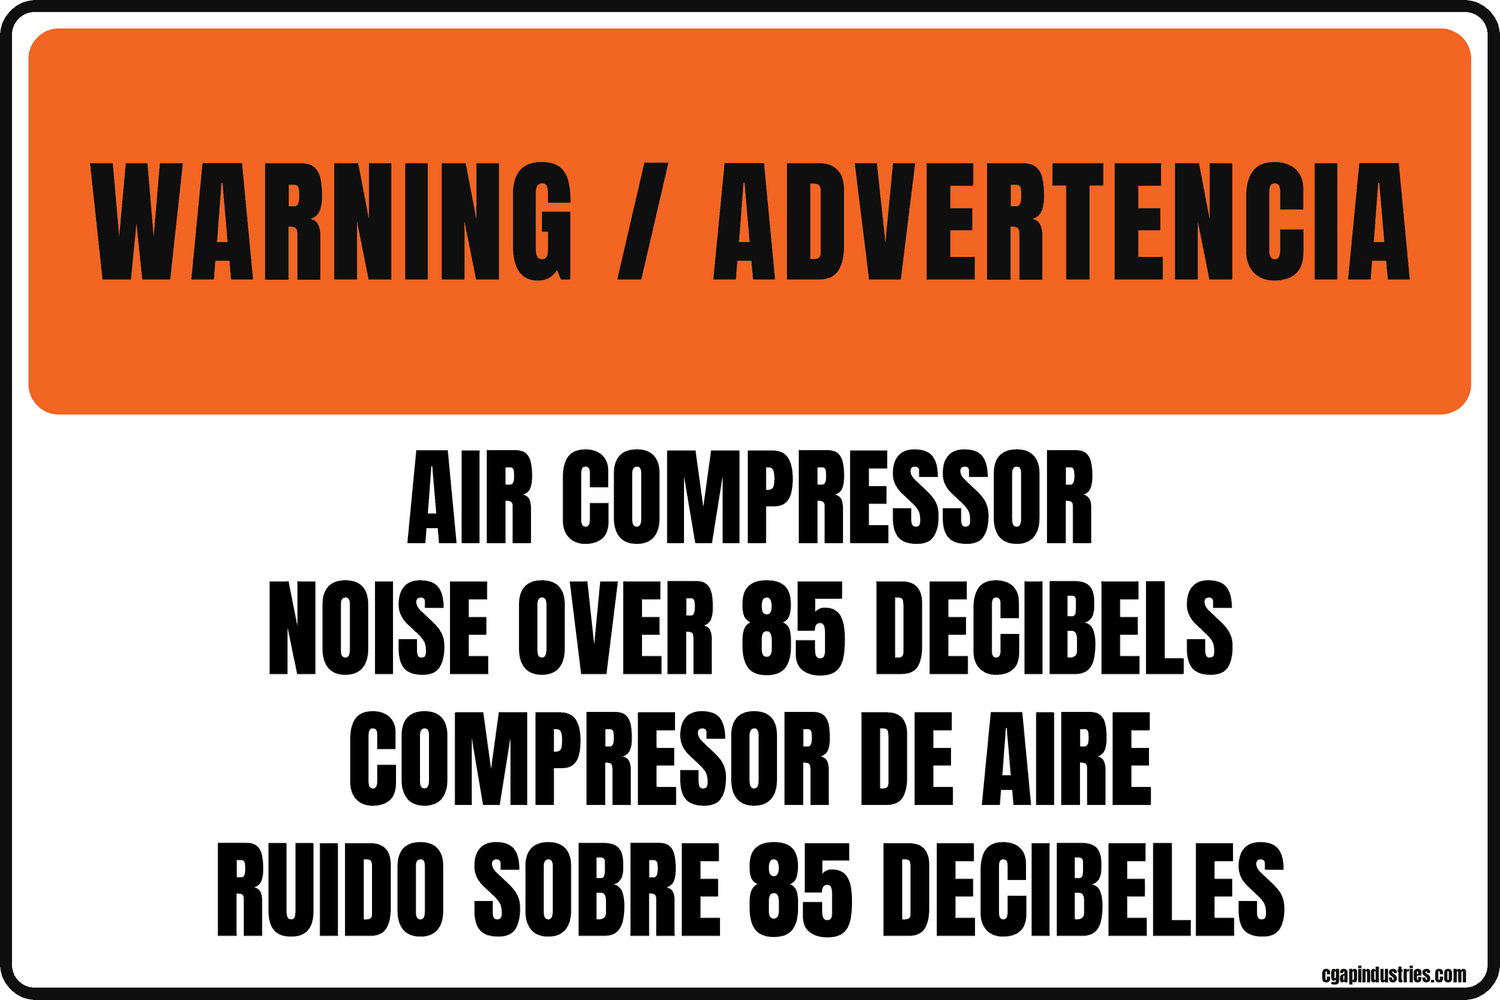 WARNING / ADVERTENCIA
AIR COMPRESSOR
NOISE OVER 85 DECIBELS
COMPRESOR DE AIRE
RUIDO SOBRE 85 DECIBELES
cgapindustries.com